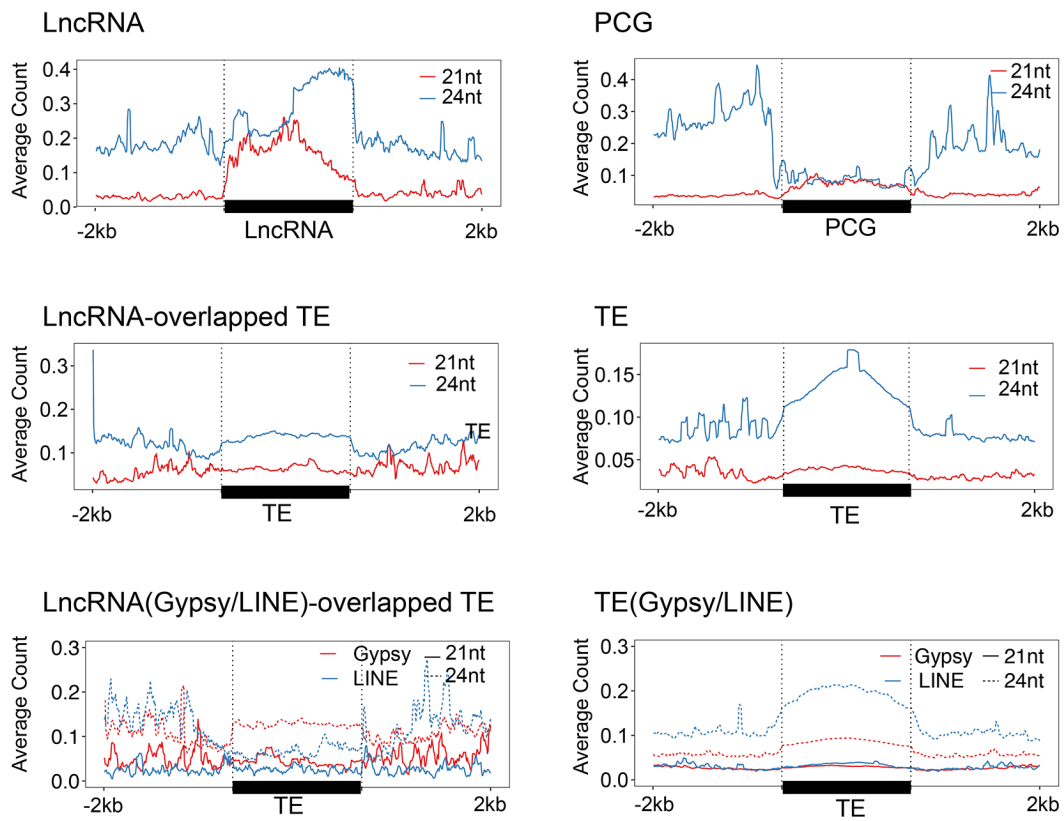 LncRNA
Average Count
0.4
0.3
0.2
0.1
0.0
21nt
24nt
-2kb
LncRNA
2kb
PCG
Average Count
0.4
0.3
0.2
0.1
21nt
24nt
-2kb
PCG
2kb
LncRNA-overlapped TE
Average Count
0.3
0.2
0.1
21nt
24nt
TE
-2kb
TE
2kb
TE
Average Count
0.15
0.10
0.05
21nt
24nt
-2kb
TE
2kb
LncRNA(Gypsy/LINE)-overlapped TE
Average Count
0.3
0.2
0.1
0.0
Gypsy
21nt
LINE
24nt
-2kb
TE
2kb
TE(Gypsy/LINE)
Average Count
0.3
0.2
0.1
0.0
Gypsy
21nt
LINE
24nt
-2kb
TE
2kb